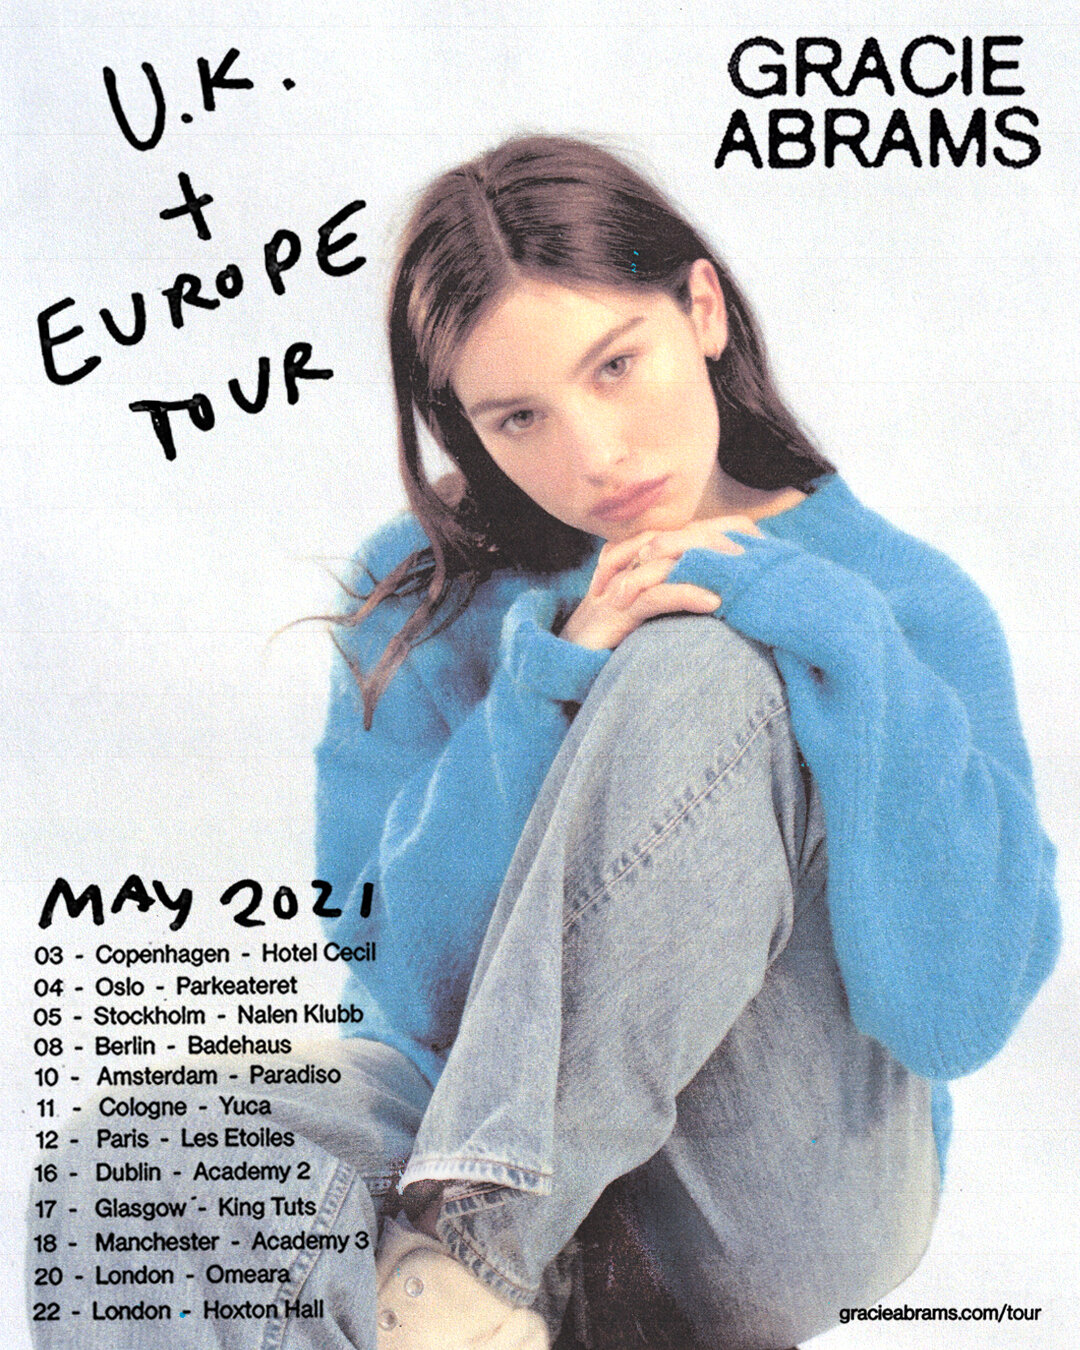 U.K.
+
EUROPE
TOUR
GRACIE
ABRAMS
MAY 2021
03 - Copenhagen - Hotel Cecil
04 - Oslo - Parkeateret
05 - Stockholm - Nalen Klubb
08 - Berlin - Badehaus
10 - Amsterdam - Paradiso
11 - Cologne - Yuca
12 - Paris - Les Etoiles
16 - Dublin - Academy 2
17 - Glasgow - King Tuts
18 - Manchester - Academy 3
20 - London - Omeara
22 - London - Hoxton Hall
gracieabrams.com/tour